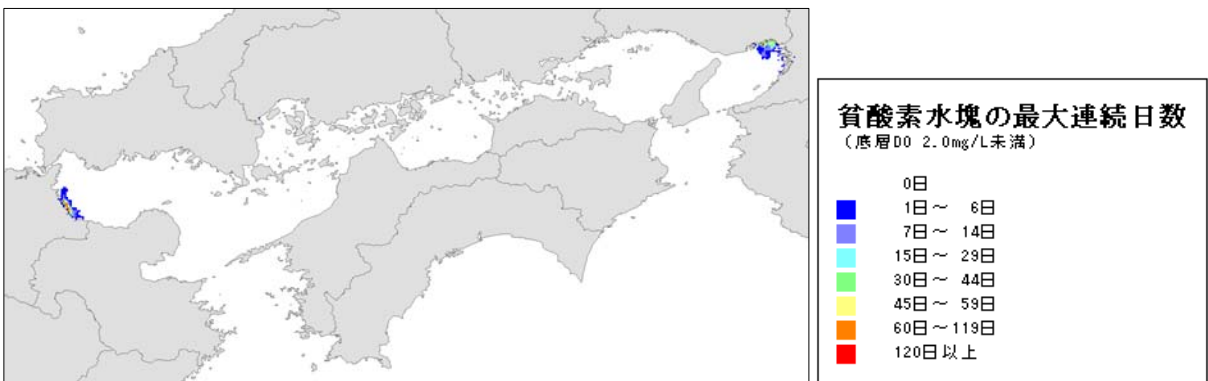 貧酸素水塊の最大連続日数
（底層DO 2.0mg/L未満）
0日
1日～ 6日
7日～ 14日
15日～ 29日
30日～ 44日
45日～ 59日
60日～119日
120日以上